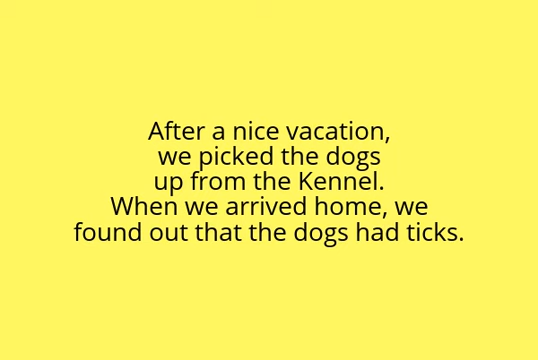 After a nice vacation,
we picked the dogs
up from the Kennel.
When we arrived home, we
found out that the dogs had ticks.